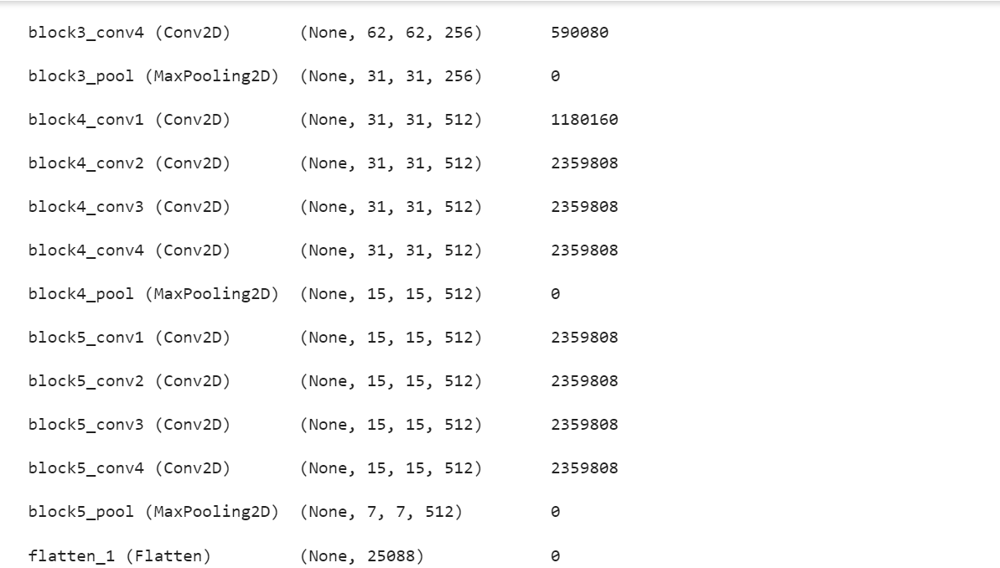 block3_conv4 (Conv2D) (None, 62, 62, 256) 590080
block3_pool (MaxPooling2D) (None, 31, 31, 256) 0
block4_conv1 (Conv2D) (None, 31, 31, 512) 1180160
block4_conv2 (Conv2D) (None, 31, 31, 512) 2359808
block4_conv3 (Conv2D) (None, 31, 31, 512) 2359808
block4_conv4 (Conv2D) (None, 31, 31, 512) 2359808
block4_pool (MaxPooling2D) (None, 15, 15, 512) 0
block5_conv1 (Conv2D) (None, 15, 15, 512) 2359808
block5_conv2 (Conv2D) (None, 15, 15, 512) 2359808
block5_conv3 (Conv2D) (None, 15, 15, 512) 2359808
block5_conv4 (Conv2D) (None, 15, 15, 512) 2359808
block5_pool (MaxPooling2D) (None, 7, 7, 512) 0
flatten_1 (Flatten) (None, 25088) 0